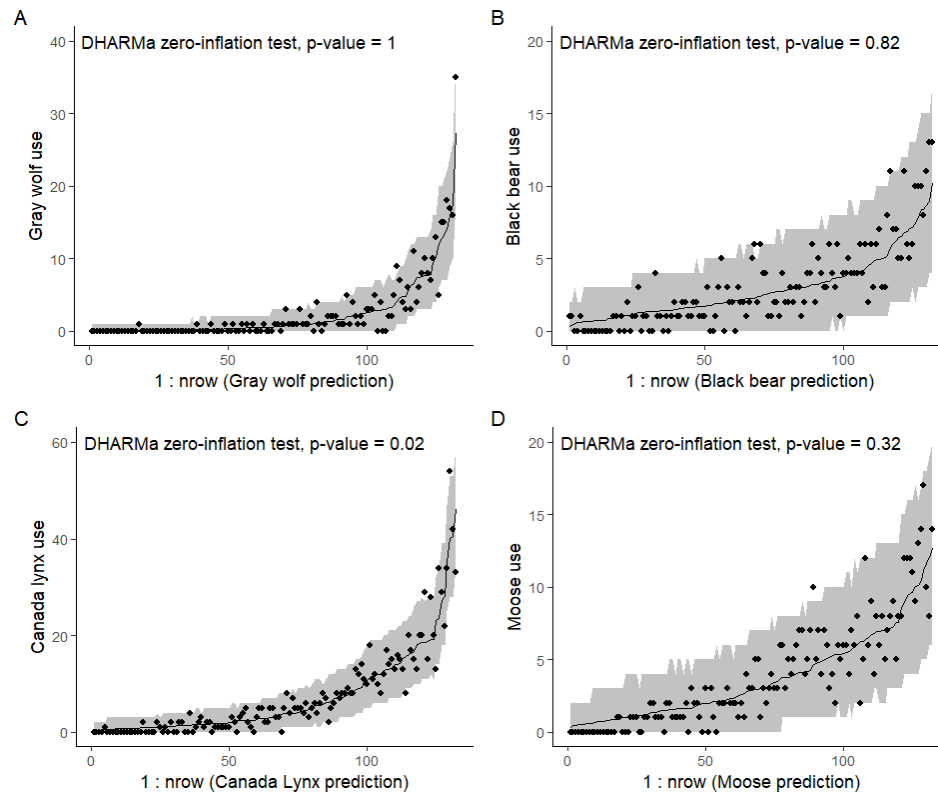 A
DHARMa zero-inflation test, p-value = 1
40
30
20
10
0
Gray wolf use
0 50 100
1 : nrow (Gray wolf prediction)
B
DHARMa zero-inflation test, p-value = 0.82
20
15
10
5
0
Black bear use
0 50 100
1 : nrow (Black bear prediction)
C
DHARMa zero-inflation test, p-value = 0.02
60
40
20
0
Canada lynx use
0 50 100
1 : nrow (Canada Lynx prediction)
D
DHARMa zero-inflation test, p-value = 0.32
20
15
10
5
0
Moose use
0 50 100
1 : nrow (Moose prediction)